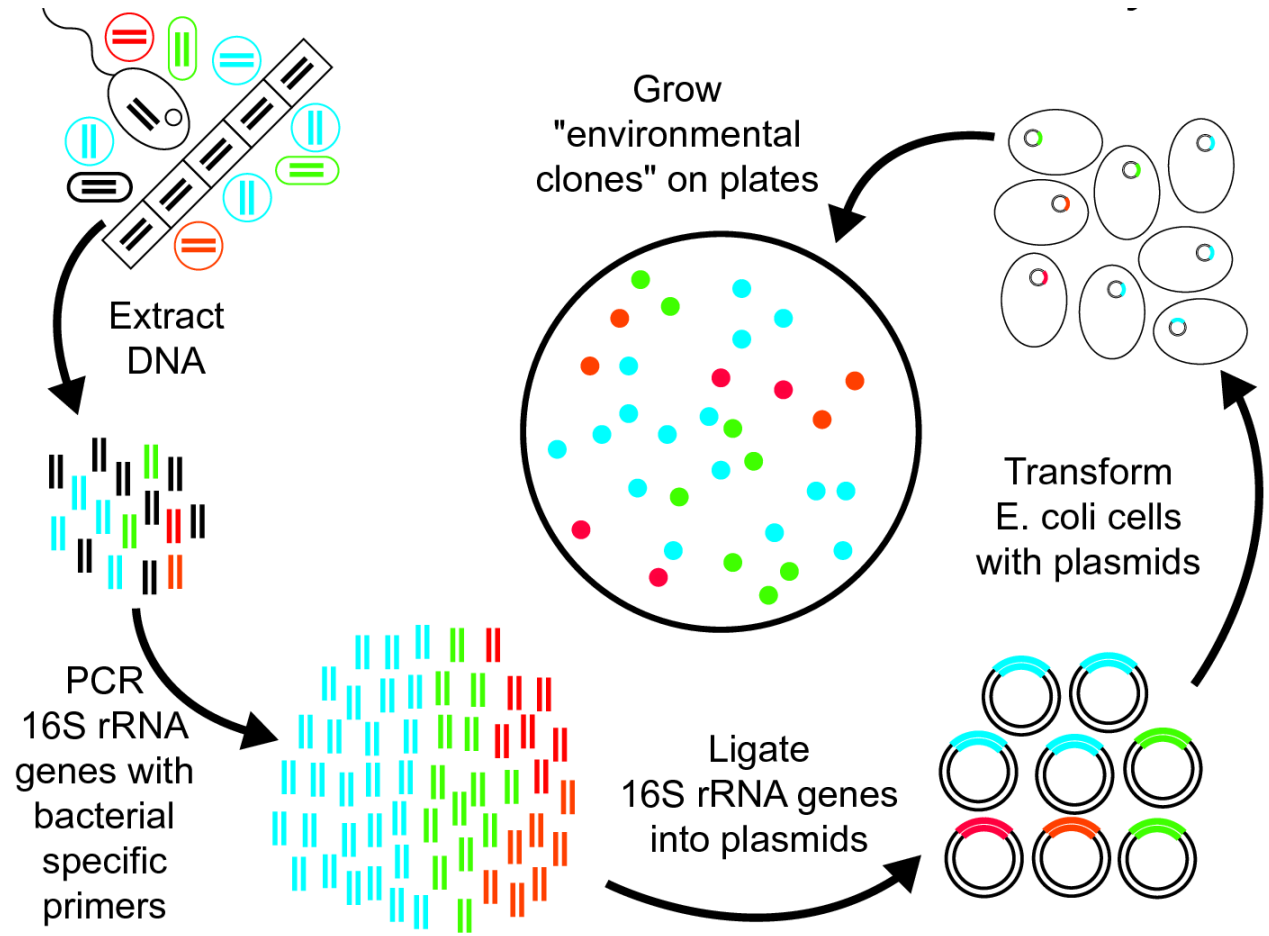 Grow
"environmental
clones" on plates
Extract
DNA
PCR
16S rRNA
genes with
bacterial
specific
primers
Ligate
16S rRNA genes
into plasmids
Transform
E. coli cells
with plasmids